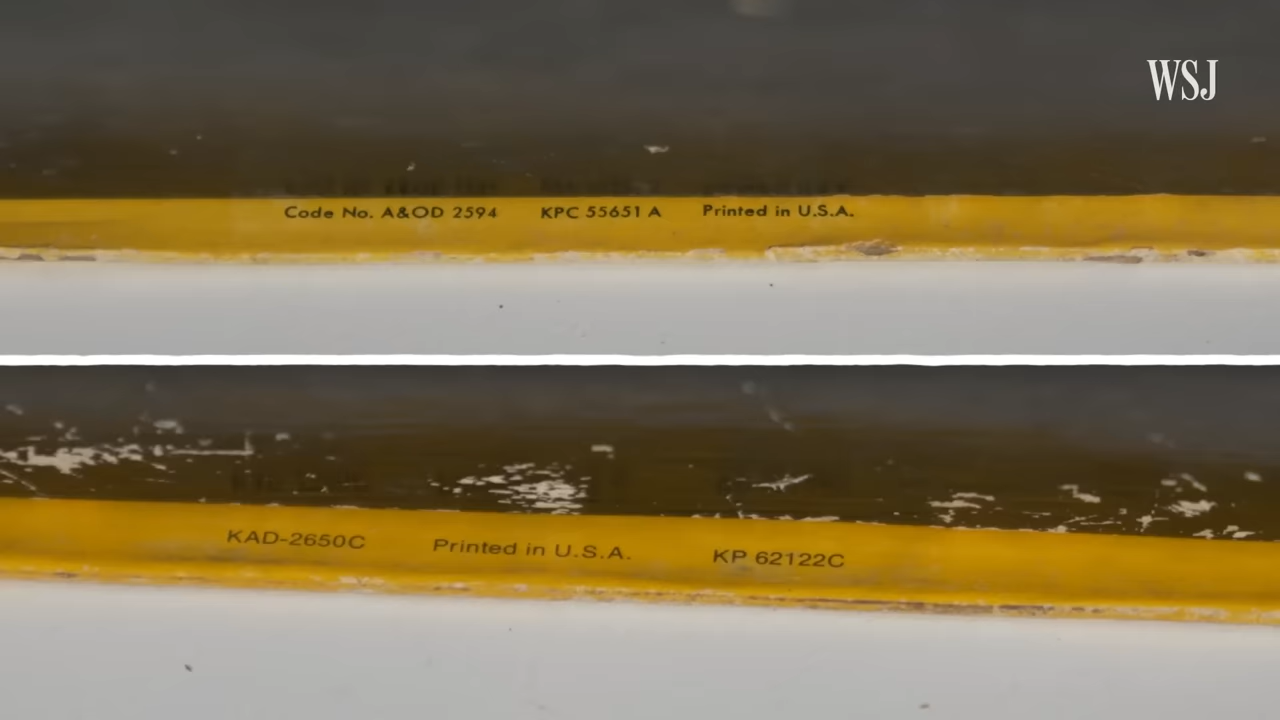 WSJ
Code No. A&OD 2594 KPC 55651 A Printed in U.S.A.
KAD-2650C Printed in U.S.A. KP 62122C